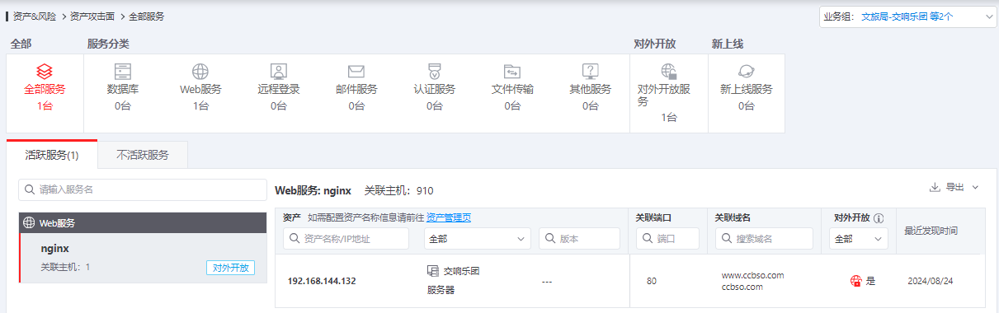 资产&风险 > 资产攻击面 > 全部服务
业务组: 文旅局-交响乐团 等2个
全部 服务分类 对外开放 新上线
全部服务 数据库 Web服务 远程登录 邮件服务 认证服务 文件传输 其他服务 对外开放服务 新上线服务
1台 0台 1台 0台 0台 0台 0台 0台 1台 0台
活跃服务(1) 不活跃服务
请输入服务名
Web服务: nginx 关联主机: 910
导出
Web服务
nginx
关联主机: 1
对外开放
资产 如需配置资产名称信息请前往 资产管理页 关联端口 关联域名 对外开放 最近发现时间
资产名称/IP地址 全部 版本 端口 搜索域名 全部
192.168.144.132 交响乐团 --- 80 www.ccbso.com 是 2024/08/24
服务器 ccbso.com